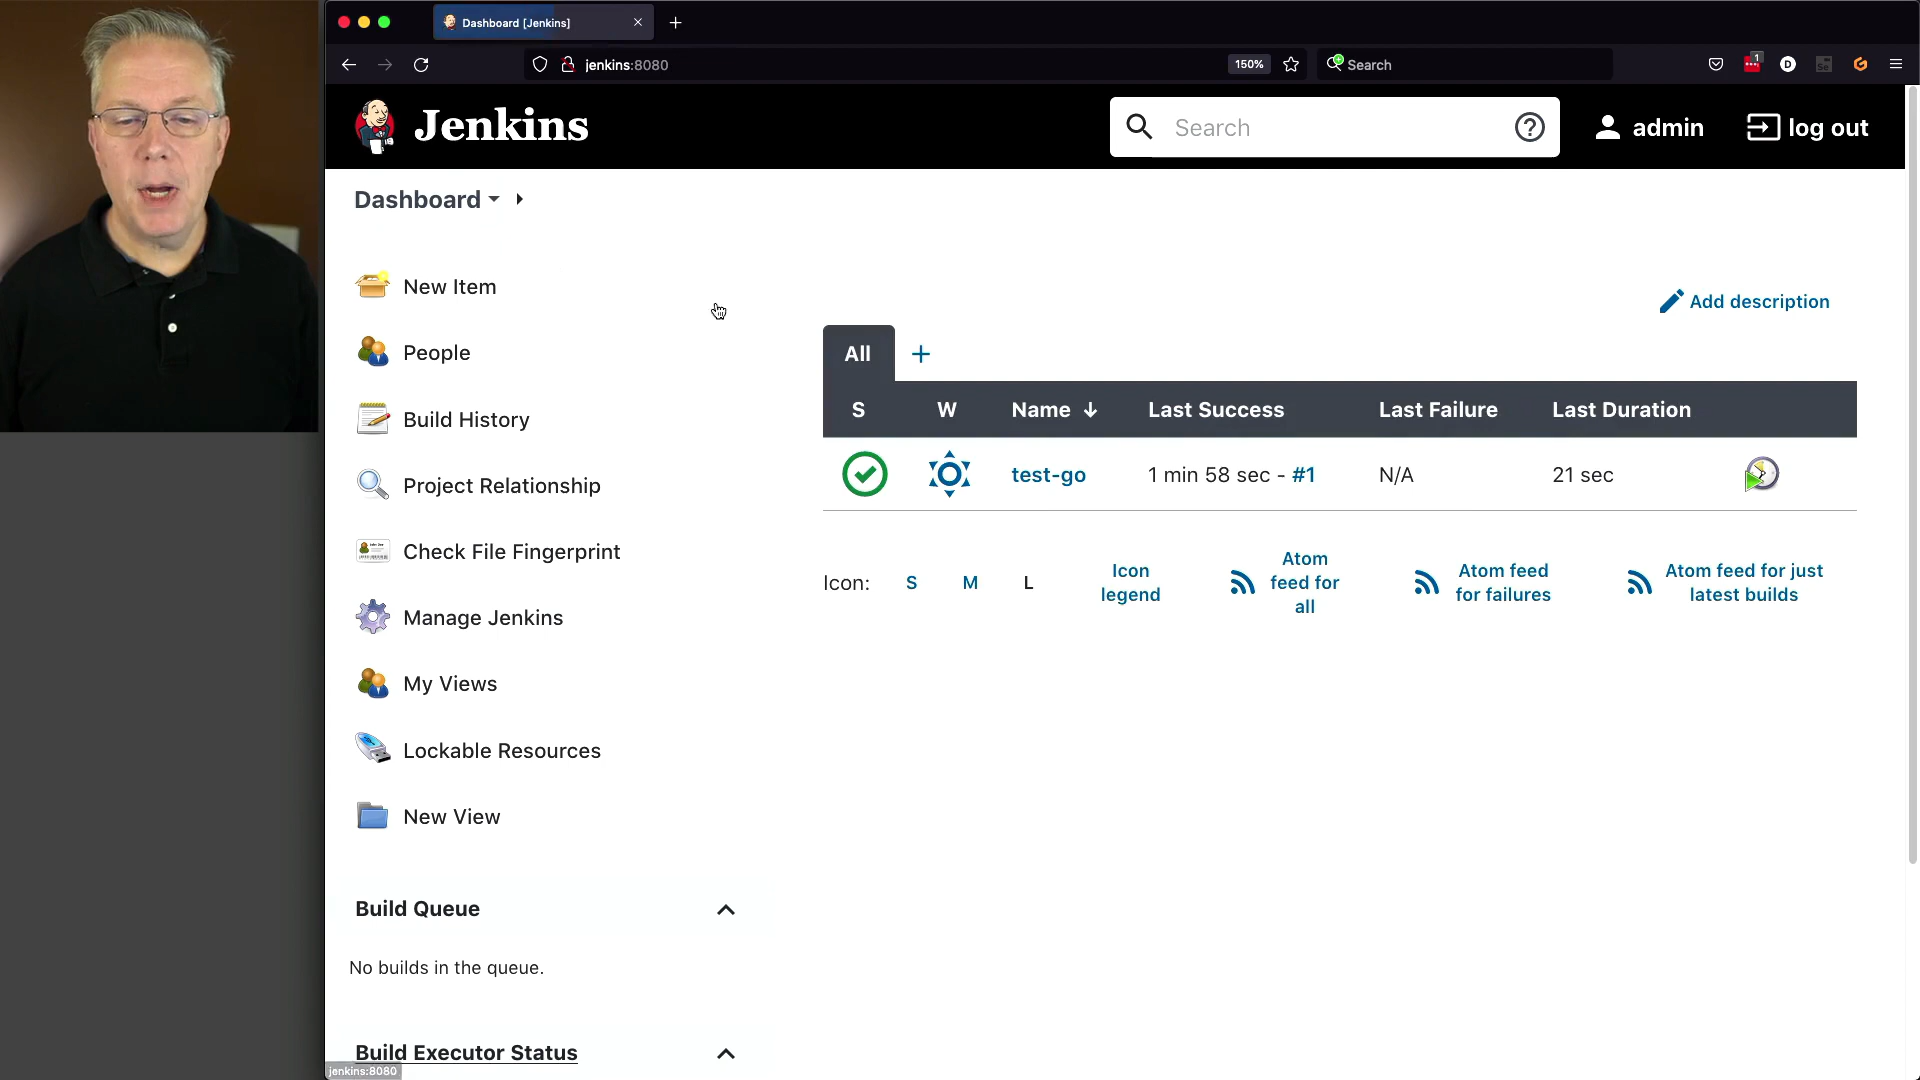 Dashboard [Jenkins]
jenkins:8080
150%
Search
1
Jenkins
Search
admin
log out
Dashboard
New Item
People
Build History
Project Relationship
Check File Fingerprint
Manage Jenkins
My Views
Lockable Resources
New View
Build Queue
No builds in the queue.
Build Executor Status
jenkins:8080
Add description
All +
S W Name ↓ Last Success Last Failure Last Duration
test-go 1 min 58 sec - #1 N/A 21 sec
Icon: S M L
Icon
legend
Atom
feed for
all
Atom feed
for failures
Atom feed for just
latest builds